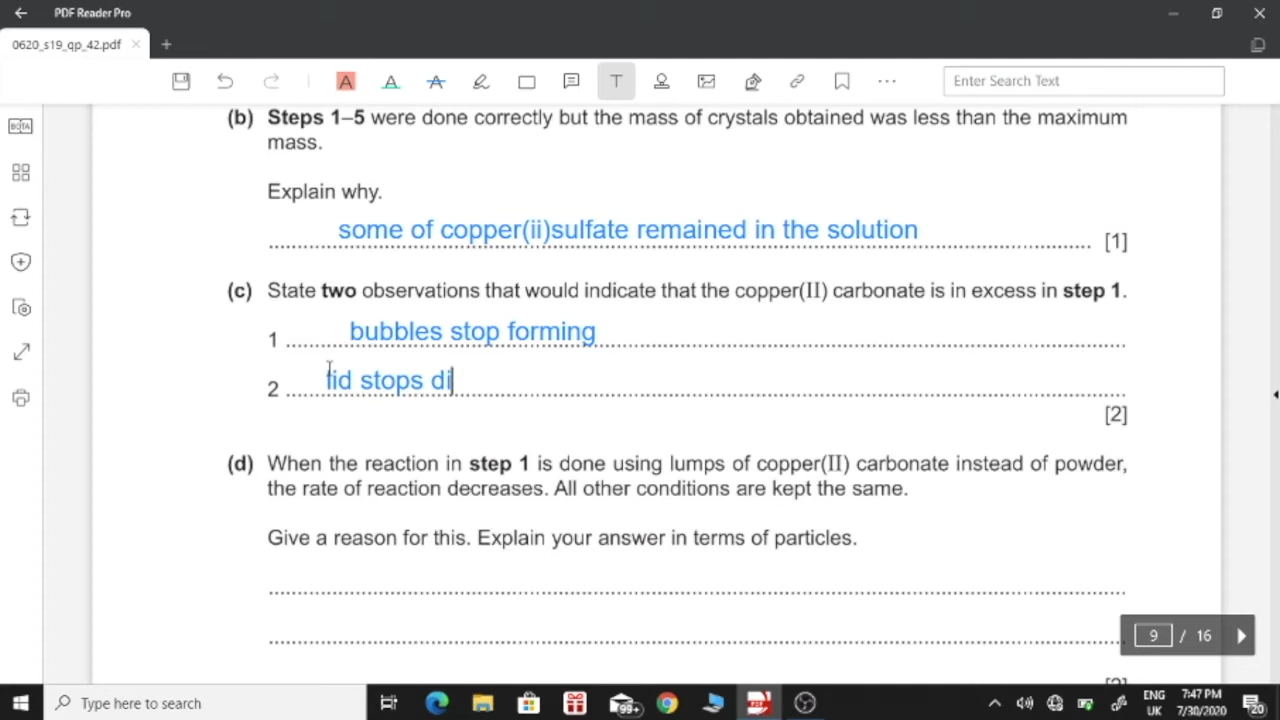 PDF Reader Pro
0620_s19_qp_42.pdf
Enter Search Text
BOTA
(b) Steps 1–5 were done correctly but the mass of crystals obtained was less than the maximum
mass.
Explain why.
some of copper(ii)sulfate remained in the solution
[1]
(c) State two observations that would indicate that the copper(II) carbonate is in excess in step 1.
1 bubbles stop forming
2 lid stops di
[2]
(d) When the reaction in step 1 is done using lumps of copper(II) carbonate instead of powder,
the rate of reaction decreases. All other conditions are kept the same.
Give a reason for this. Explain your answer in terms of particles.
9 / 16
Type here to search
99+
ENG
UK
7:47 PM
7/30/2020
20